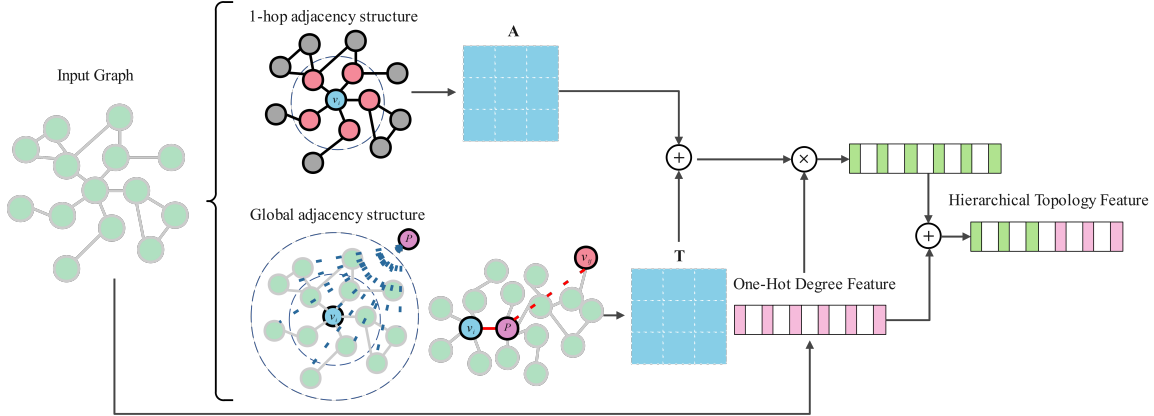 1-hop adjacency structure
A
Input Graph
v_i
+
×
Hierarchical Topology Feature
Global adjacency structure
P
v_g
T
+
One-Hot Degree Feature
v_i
v_i
P